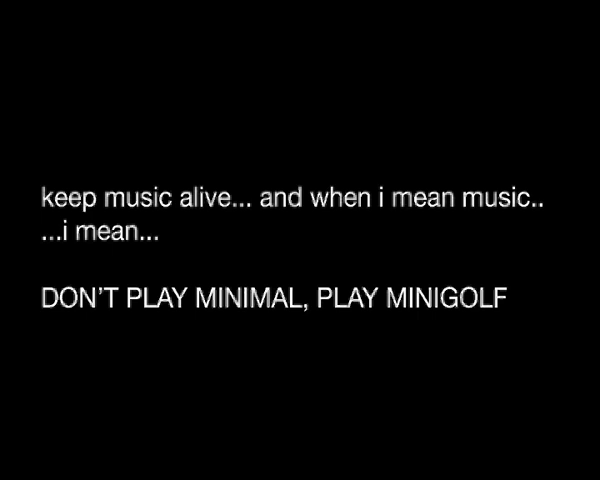 keep music alive... and when i mean music..
...i mean...
DON'T PLAY MINIMAL, PLAY MINIGOLF